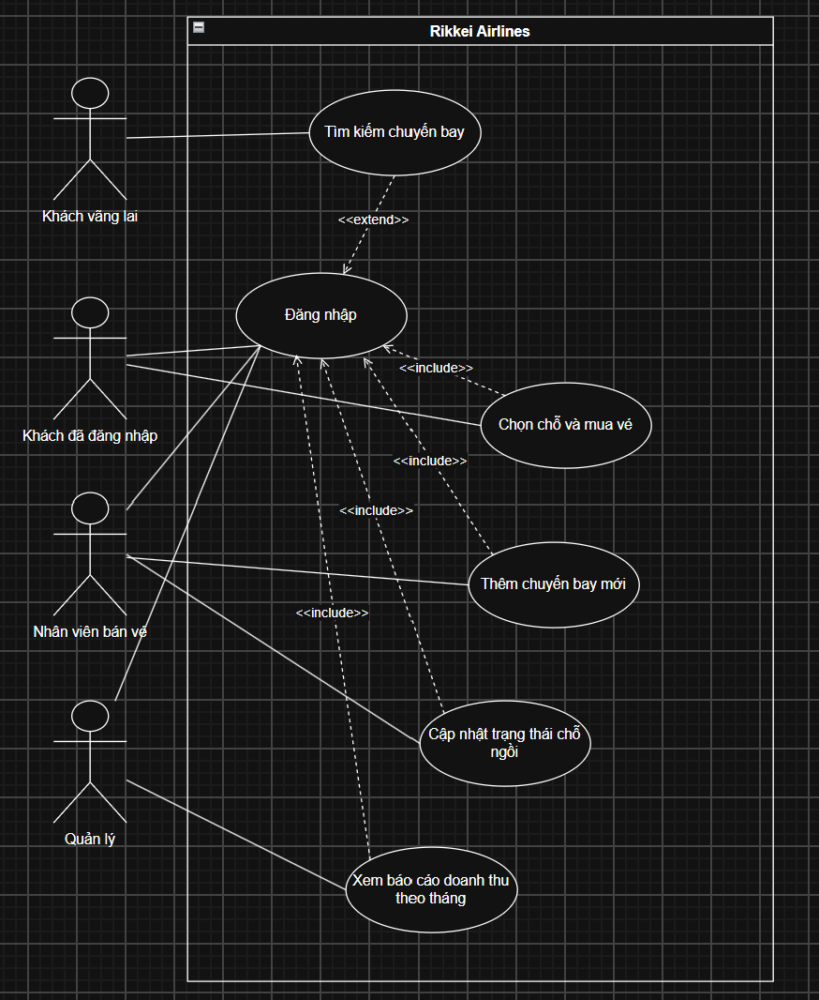 Rikkei Airlines
Tìm kiếm chuyến bay
Khách vãng lai
<<extend>>
Đăng nhập
<<include>>
Chọn chỗ và mua vé
Khách đã đăng nhập
<<include>>
<<include>>
Thêm chuyến bay mới
<<include>>
Nhân viên bán vé
Cập nhật trạng thái chỗ
ngồi
Quản lý
Xem báo cáo doanh thu
theo tháng